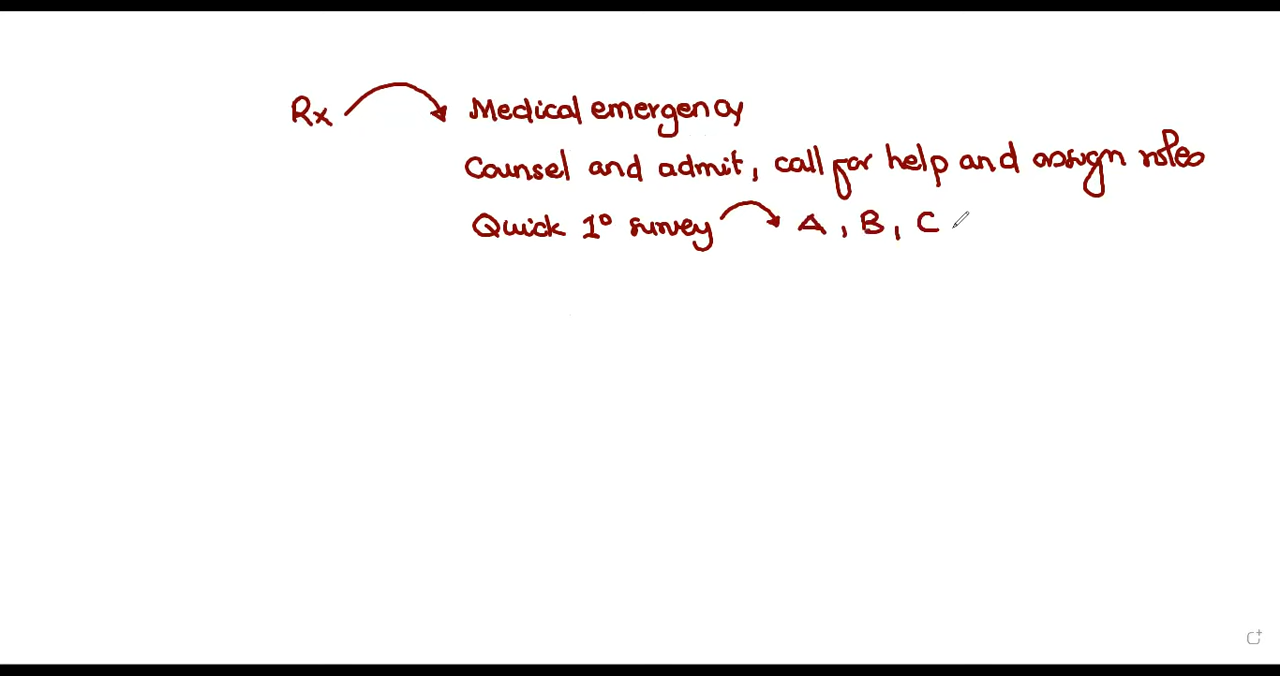 Rx → Medical emergency
Counsel and admit, call for help and assign roles
Quick 1° survey → A, B, C